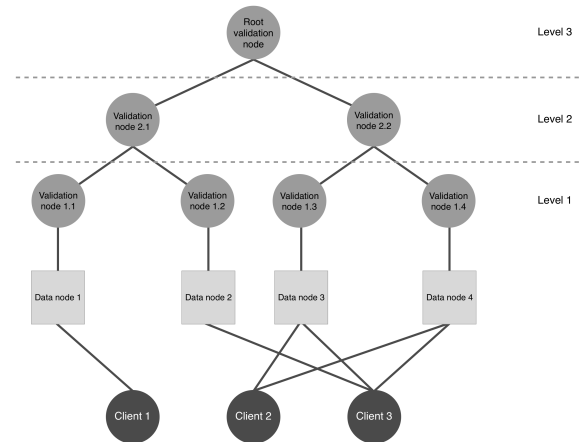 Root
validation
node
Level 3
Validation
node 2.1
Validation
node 2.2
Level 2
Validation
node 1.1
Validation
node 1.2
Validation
node 1.3
Validation
node 1.4
Level 1
Data node 1
Data node 2
Data node 3
Data node 4
Client 1
Client 2
Client 3